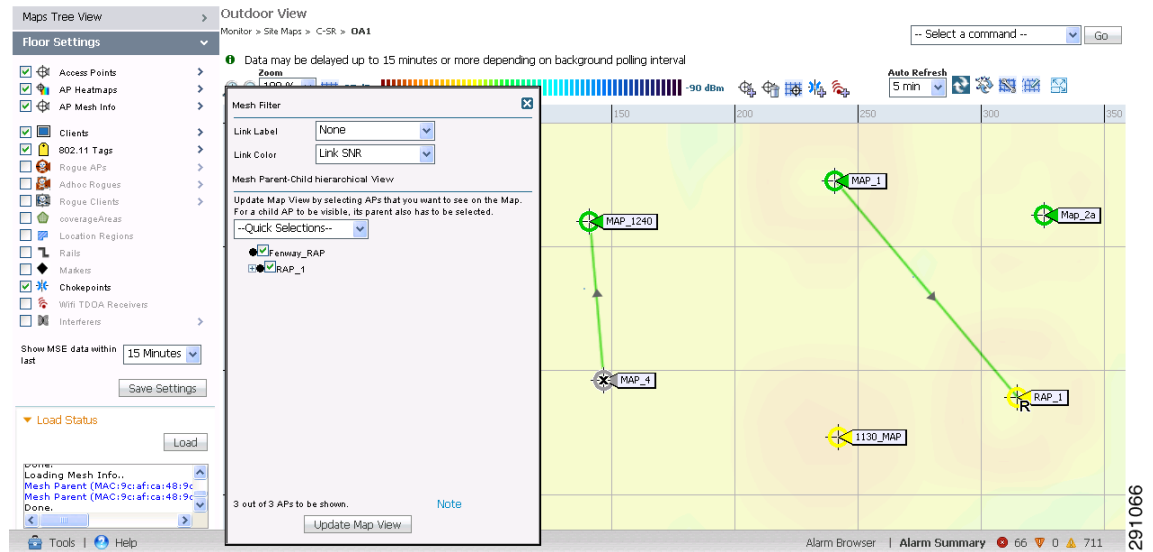 Maps Tree View
Floor Settings
Access Points
AP Heatmaps
AP Mesh Info
Clients
802.11 Tags
Rogue APs
Adhoc Rogues
Rogue Clients
coverageAreas
Location Regions
Rails
Markers
Chokepoints
Wifi TDOA Receivers
Interferers
Show MSE data within
last
15 Minutes
Save Settings
Load Status
Load
Done.
Loading Mesh Info..
Mesh Parent (MAC:9c:af:ca:48:9c
Mesh Parent (MAC:9c:af:ca:48:9c
Done.
Outdoor View
Monitor > Site Maps > C-SR > OA1
-- Select a command --
Go
Data may be delayed up to 15 minutes or more depending on background polling interval
Zoom
-90 dBm
Auto Refresh
5 min
150
200
250
300
350
Mesh Filter
Link Label
None
Link Color
Link SNR
Mesh Parent-Child hierarchical View
Update Map View by selecting APs that you want to see on the Map.
For a child AP to be visible, its parent also has to be selected.
--Quick Selections--
Fenway_RAP
RAP_1
3 out of 3 APs to be shown.
Note
Update Map View
MAP_1
MAP_1240
Map_2a
MAP_4
RAP_1
R
1130_MAP
Tools | Help
Alarm Browser | Alarm Summary 66 0 711
291066